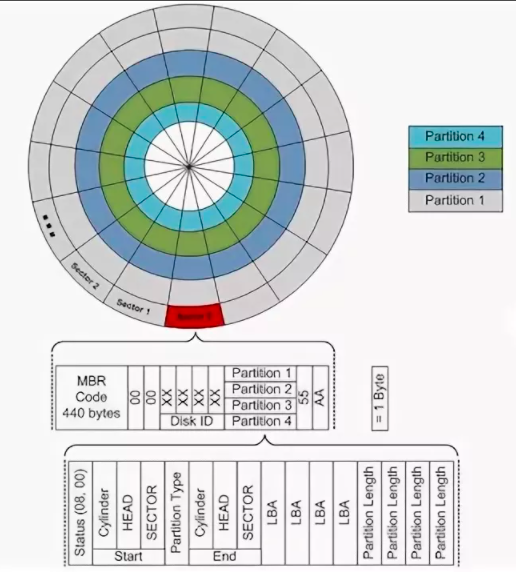 Partition 4
Partition 3
Partition 2
Partition 1
Sector 2
Sector 1
Sector 0
MBR
Code
440 bytes
00
00
XX
XX
XX
XX
Disk ID
Partition 1
Partition 2
Partition 3
Partition 4
55
AA
= 1 Byte
Status (08, 00)
Cylinder
HEAD
SECTOR
Start
Partition Type
Cylinder
HEAD
SECTOR
End
LBA
LBA
LBA
LBA
Partition Length
Partition Length
Partition Length
Partition Length